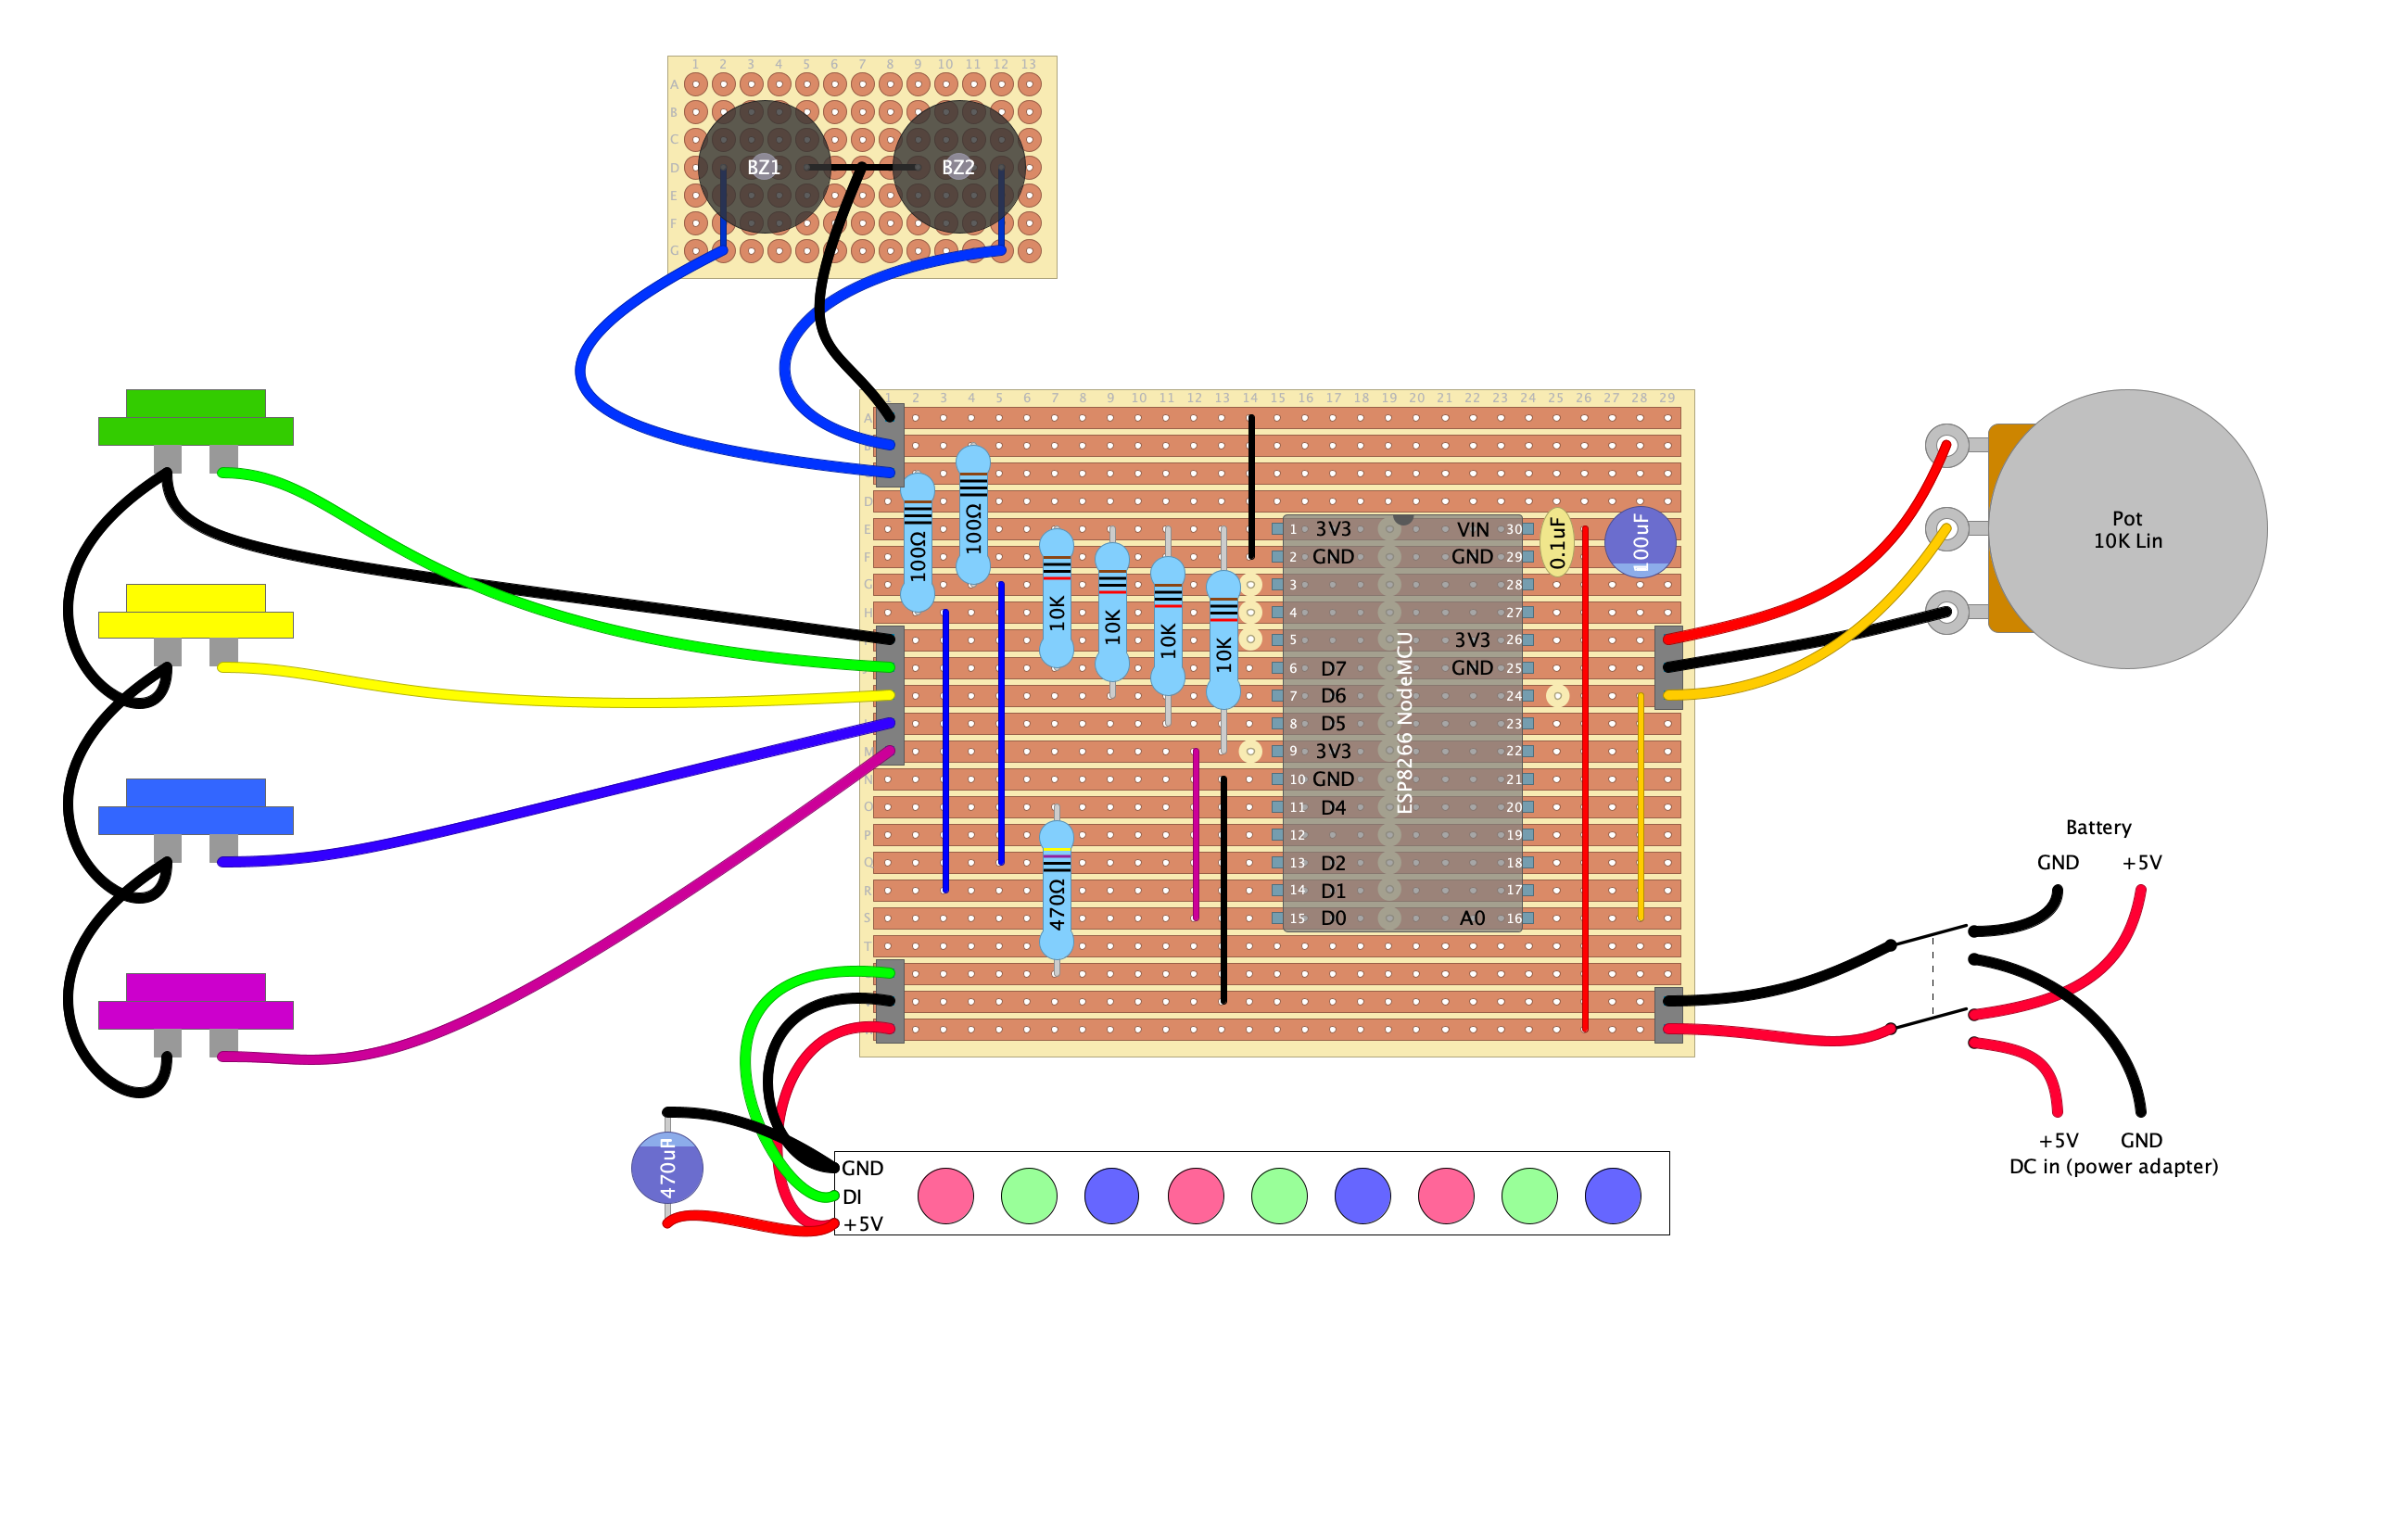 1 2 3 4 5 6 7 8 9 10 11 12 13
A
B
C
D
E
F
G
BZ1 BZ2
1 2 3 4 5 6 7 8 9 10 11 12 13 14 15 16 17 18 19 20 21 22 23 24 25 26 27 28 29
A
D
E
F
G
H
M
N
O
P
Q
R
S
T
100Ω
100Ω
10K
10K
10K
10K
470Ω
1 3V3 VIN 30
2 GND GND 29
3 28
4 27
5 3V3 26
6 D7 GND 25
7 D6 24
8 D5 23
9 3V3 22
10 GND 21
11 D4 20
12 19
13 D2 18
14 D1 17
15 D0 A0 16
ESP8266 NodeMCU
0.1uF
100uF
Pot
10K Lin
Battery
GND +5V
+5V GND
DC in (power adapter)
470uF
GND
DI
+5V